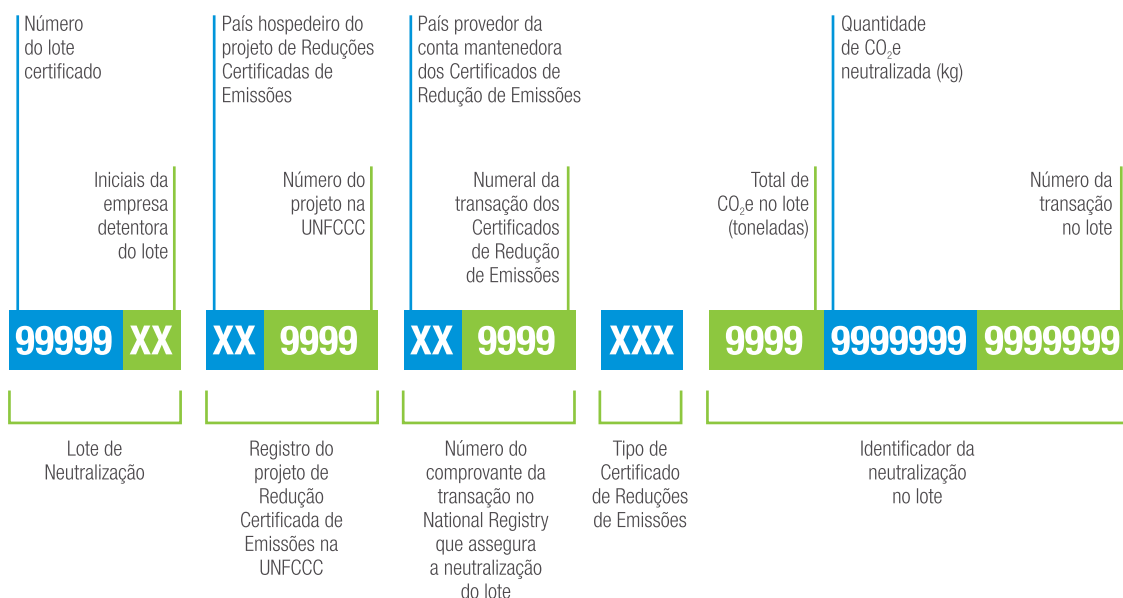 Número
do lote
certificado
País hospedeiro do
projeto de Reduções
Certificadas de
Emissões
País provedor da
conta mantenedora
dos Certificados de
Redução de Emissões
Quantidade
de CO₂e
neutralizada (kg)
Iniciais da
empresa
detentora
do lote
Número do
projeto na
UNFCCC
Numeral da
transação dos
Certificados
de Redução
de Emissões
Total de
CO₂e no lote
(toneladas)
Número da
transação
no lote
99999 XX XX 9999 XX 9999 XXX 9999 9999999 9999999
Lote de
Neutralização
Registro do
projeto de
Redução
Certificada de
Emissões na
UNFCCC
Número do
comprovante da
transação no
National Registry
que assegura
a neutralização
do lote
Tipo de
Certificado
de Reduções
de Emissões
Identificador da
neutralização
no lote